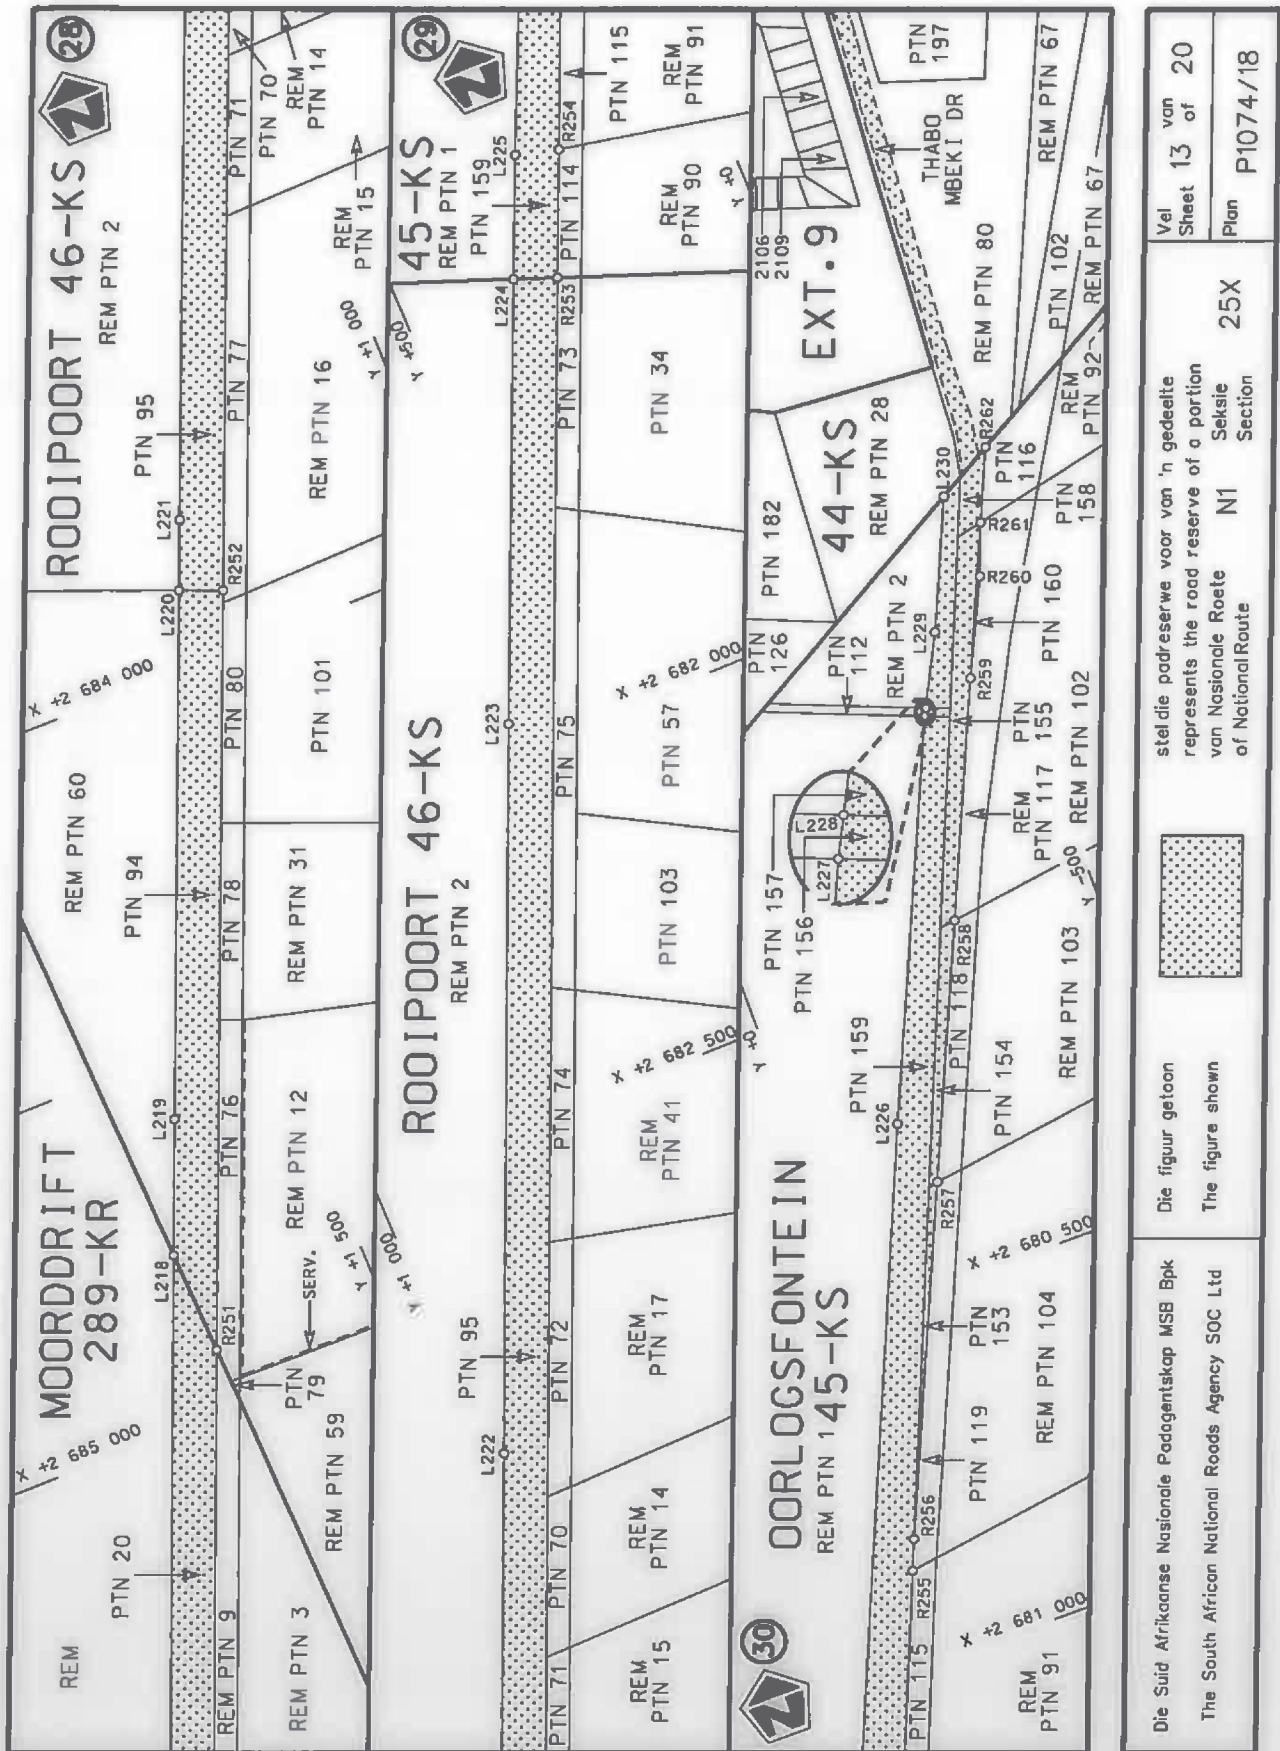 MOORDDRIFT
289-KR
ROOIPOORT 46-KS
REM PTN 2
28
REM
X +2 685 000
PTN 20
L218
L219
REM PTN 60
PTN 94
X +2 684 000
L220
L221
PTN 95
REM PTN 9
R251
PTN 76
PTN 78
PTN 80
R252
PTN 77
PTN 71
PTN 70
REM
PTN 14
REM PTN 3
REM PTN 59
PTN
79
SERV.
REM PTN 12
REM PTN 31
PTN 101
REM PTN 16
REM
PTN 15
Y +1 500
Y +1 000
Y +1 000
Y +500
ROOIPOORT 46-KS
REM PTN 2
45-KS
REM PTN 1
PTN 159
29
PTN 95
L222
L223
L224
L225
PTN 71
PTN 70
PTN 72
PTN 74
PTN 75
PTN 73
R253
PTN 114
R254
PTN 115
REM
PTN 15
REM
PTN 14
REM
PTN 17
REM
PTN 41
X +2 682 500
PTN 103
PTN 57
X +2 682 000
PTN 34
REM
PTN 90
REM
PTN 91
Y +0
Y +0
30
OORLOGSFONTEIN
45-KS
REM PTN 1
PTN 159
L226
PTN 156
PTN 157
L227
L228
PTN
126
PTN 182
PTN
112
REM PTN 2
L229
L230
44-KS
REM PTN 28
EXT.9
2106
2109
THABO
MBEKI DR
PTN
197
REM PTN 80
REM PTN 67
PTN 102
REM PTN 67
REM
PTN 92
PTN 115
R255
R256
PTN 119
PTN
153
R257
PTN 154
PTN 118
R258
REM
PTN 117
PTN
155
R259
PTN 160
R260
R261
PTN
158
PTN
116
R262
REM
PTN 91
X +2 681 000
REM PTN 104
X +2 680 500
REM PTN 103
Y -500
REM PTN 102
Die Suid Afrikaanse Nasionale Padagentskap MSB Bpk
The South African National Roads Agency SOC Ltd
Die figuur getoon
The figure shown
stel die padreserwe voor van 'n gedeelte
represents the road reserve of a portion
van Nasionale Roete N1 Seksie 25X
of National Route Section
Vel
Sheet 13 van of 20
Plan P1074/18